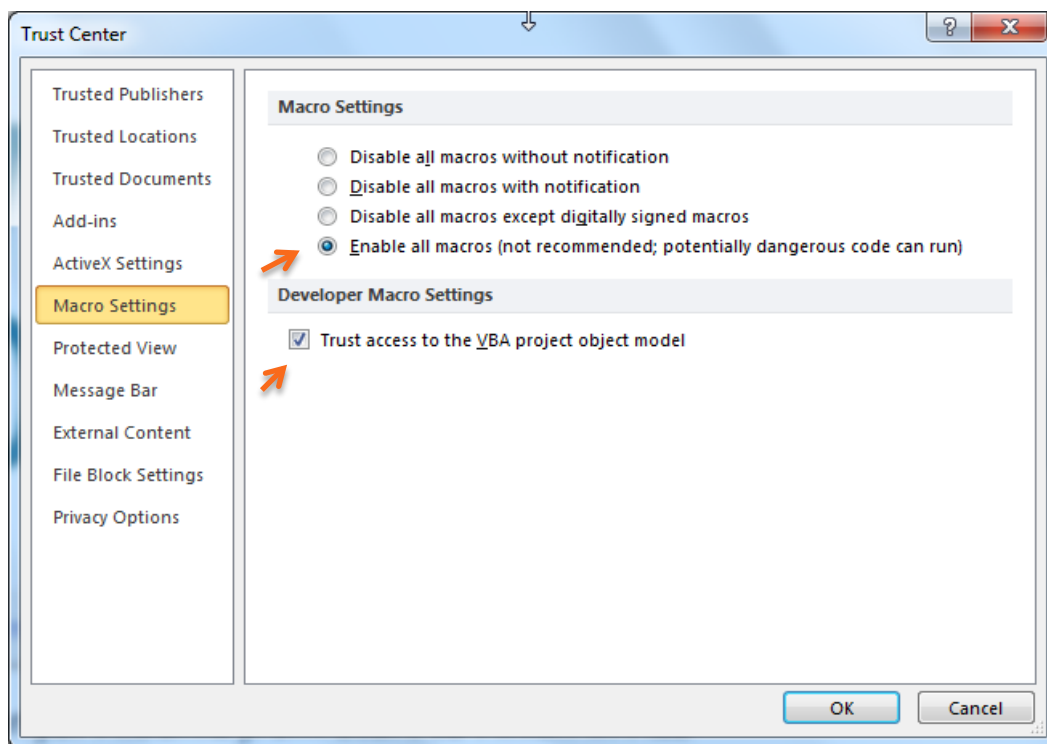 Trust Center
Trusted Publishers
Trusted Locations
Trusted Documents
Add-ins
ActiveX Settings
Macro Settings
Protected View
Message Bar
External Content
File Block Settings
Privacy Options
Macro Settings
Disable all macros without notification
Disable all macros with notification
Disable all macros except digitally signed macros
Enable all macros (not recommended; potentially dangerous code can run)
Developer Macro Settings
Trust access to the VBA project object model
OK
Cancel